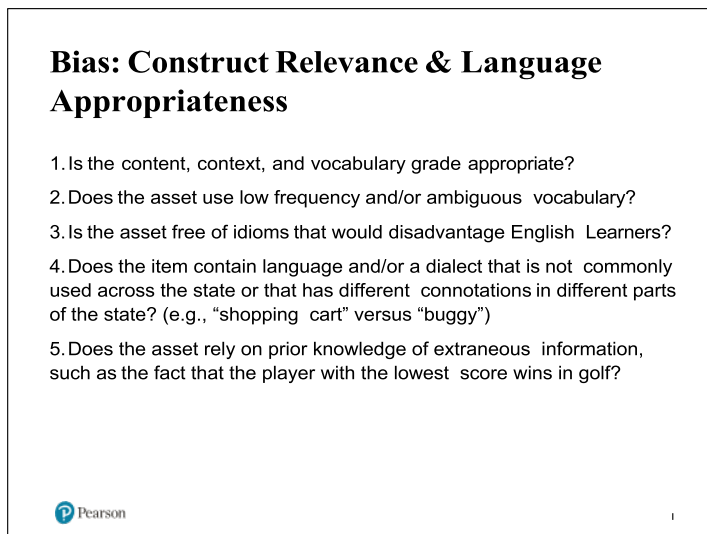 Bias: Construct Relevance & Language
Appropriateness
1. Is the content, context, and vocabulary grade appropriate?
2. Does the asset use low frequency and/or ambiguous vocabulary?
3. Is the asset free of idioms that would disadvantage English Learners?
4. Does the item contain language and/or a dialect that is not commonly
used across the state or that has different connotations in different parts
of the state? (e.g., “shopping cart” versus “buggy”)
5. Does the asset rely on prior knowledge of extraneous information,
such as the fact that the player with the lowest score wins in golf?
Pearson